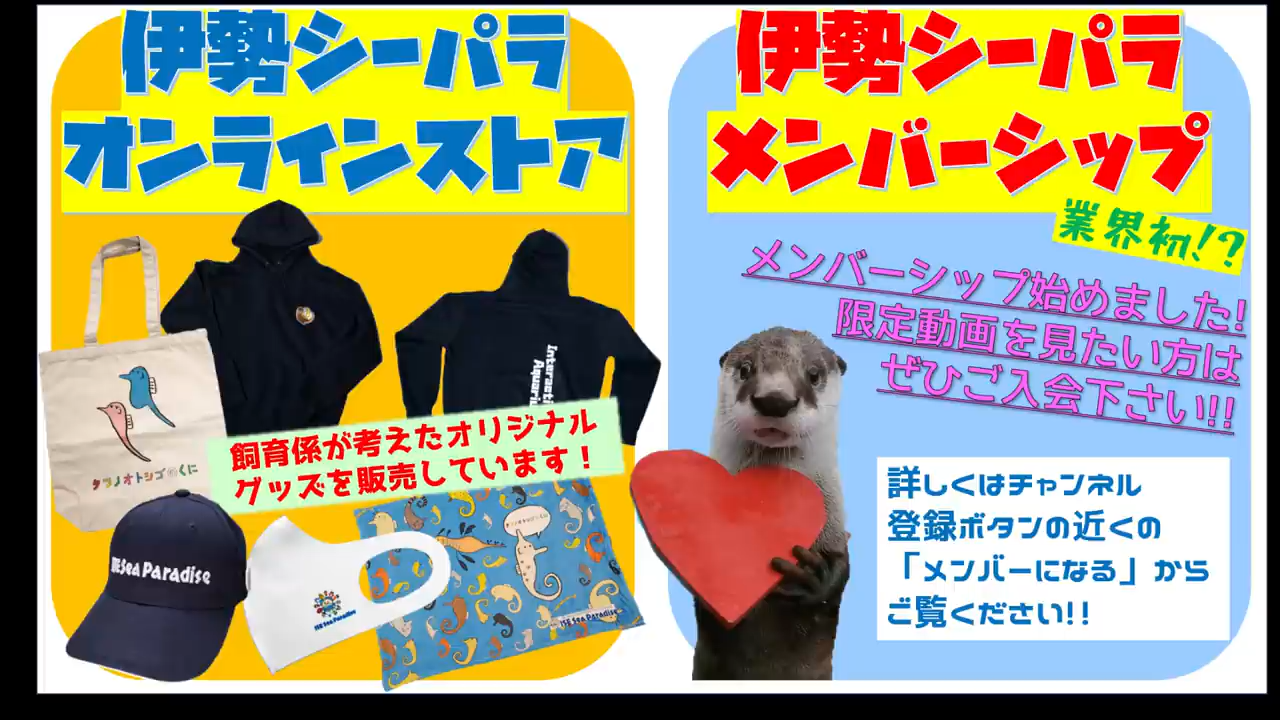 伊勢シーパラ
オンラインストア
Interacti
Aquari
タツノオトシゴのくに
飼育係が考えたオリジナル
グッズを販売しています！
ISE Sea Paradise
ISE Sea Paradise
ISE Sea Paradise
伊勢シーパラ
メンバーシップ
業界初!?
メンバーシップ始めました!
限定動画を見たい方は
ぜひご入会下さい!!
詳しくはチャンネル
登録ボタンの近くの
「メンバーになる」から
ご覧ください!!